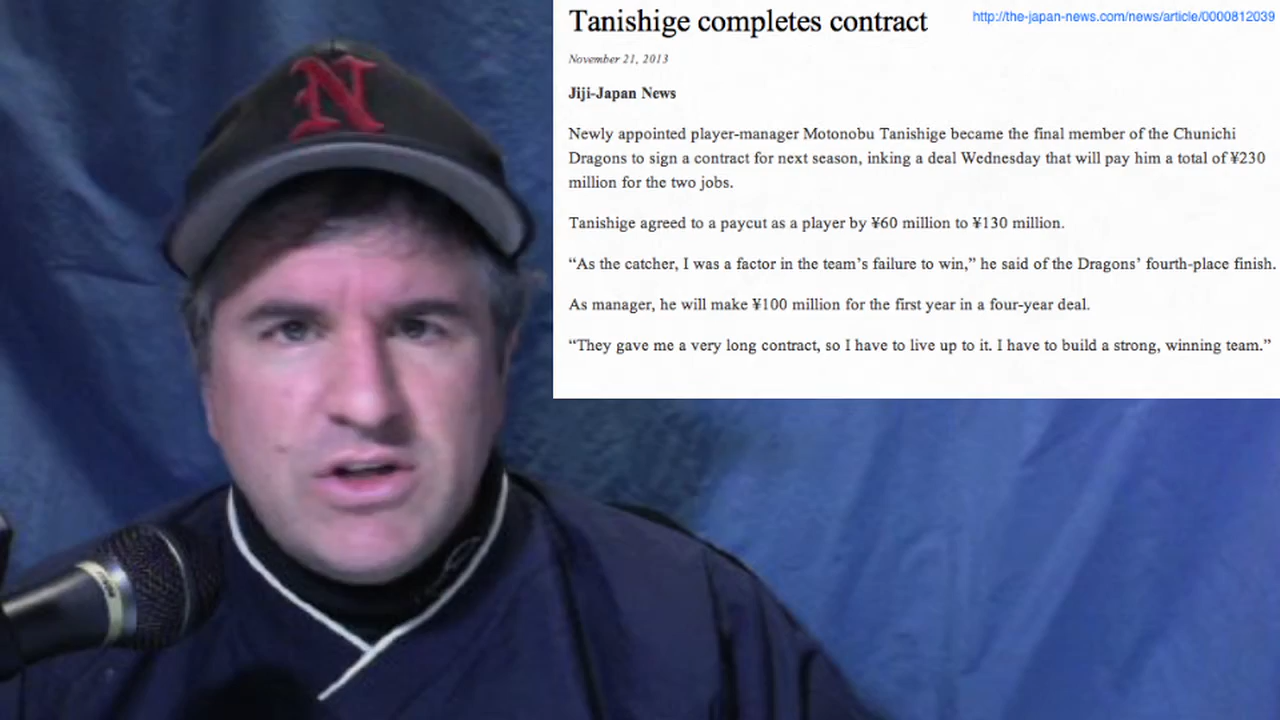 Tanishige completes contract
http://the-japan-news.com/news/article/0000812039
November 21, 2013
Jiji-Japan News
Newly appointed player-manager Motonobu Tanishige became the final member of the Chunichi
Dragons to sign a contract for next season, inking a deal Wednesday that will pay him a total of ¥230
million for the two jobs.
Tanishige agreed to a paycut as a player by ¥60 million to ¥130 million.
“As the catcher, I was a factor in the team’s failure to win,” he said of the Dragons’ fourth-place finish.
As manager, he will make ¥100 million for the first year in a four-year deal.
“They gave me a very long contract, so I have to live up to it. I have to build a strong, winning team.”
N